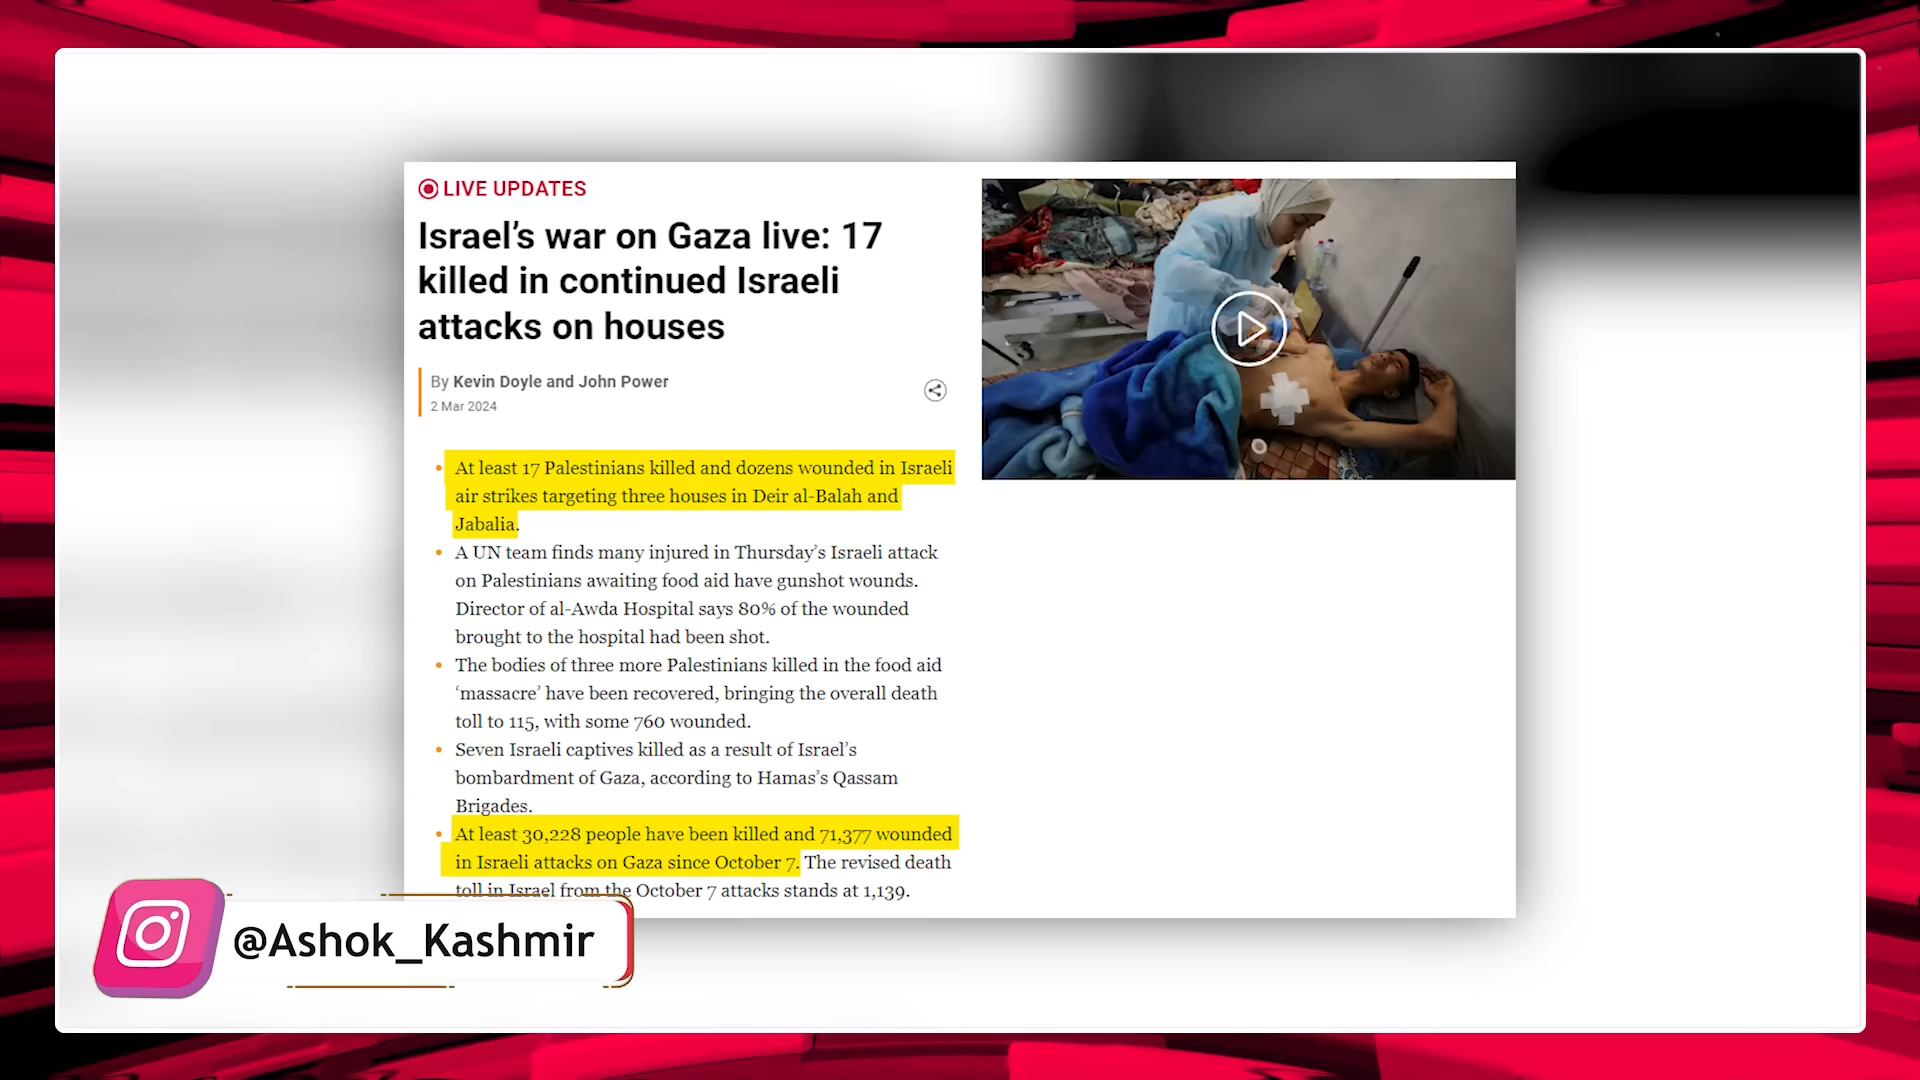 LIVE UPDATES
Israel’s war on Gaza live: 17
killed in continued Israeli
attacks on houses
By Kevin Doyle and John Power
2 Mar 2024
At least 17 Palestinians killed and dozens wounded in Israeli
air strikes targeting three houses in Deir al-Balah and
Jabalia.
A UN team finds many injured in Thursday’s Israeli attack
on Palestinians awaiting food aid have gunshot wounds.
Director of al-Awda Hospital says 80% of the wounded
brought to the hospital had been shot.
The bodies of three more Palestinians killed in the food aid
‘massacre’ have been recovered, bringing the overall death
toll to 115, with some 760 wounded.
Seven Israeli captives killed as a result of Israel’s
bombardment of Gaza, according to Hamas’s Qassam
Brigades.
At least 30,228 people have been killed and 71,377 wounded
in Israeli attacks on Gaza since October 7. The revised death
toll in Israel from the October 7 attacks stands at 1,139.
@Ashok_Kashmir